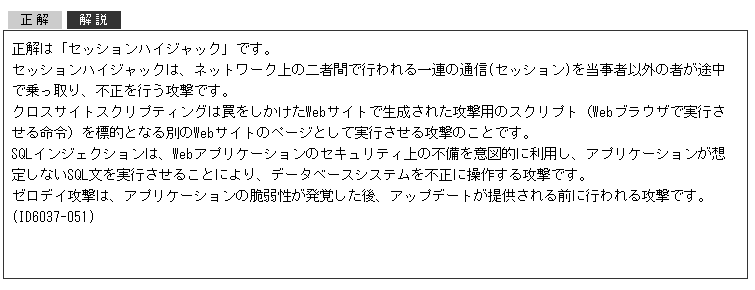 正解 解説
正解は「セッションハイジャック」です。
セッションハイジャックは、ネットワーク上の二者間で行われる一連の通信(セッション)を当事者以外の者が途中
で乗っ取り、不正を行う攻撃です。
クロスサイトスクリプティングは罠をしかけたWebサイトで生成された攻撃用のスクリプト（Webブラウザで実行さ
せる命令）を標的となる別のWebサイトのページとして実行させる攻撃のことです。
SQLインジェクションは、Webアプリケーションのセキュリティ上の不備を意図的に利用し、アプリケーションが想
定しないSQL文を実行させることにより、データベースシステムを不正に操作する攻撃です。
ゼロデイ攻撃は、アプリケーションの脆弱性が発覚した後、アップデートが提供される前に行われる攻撃です。
(ID6037-051)